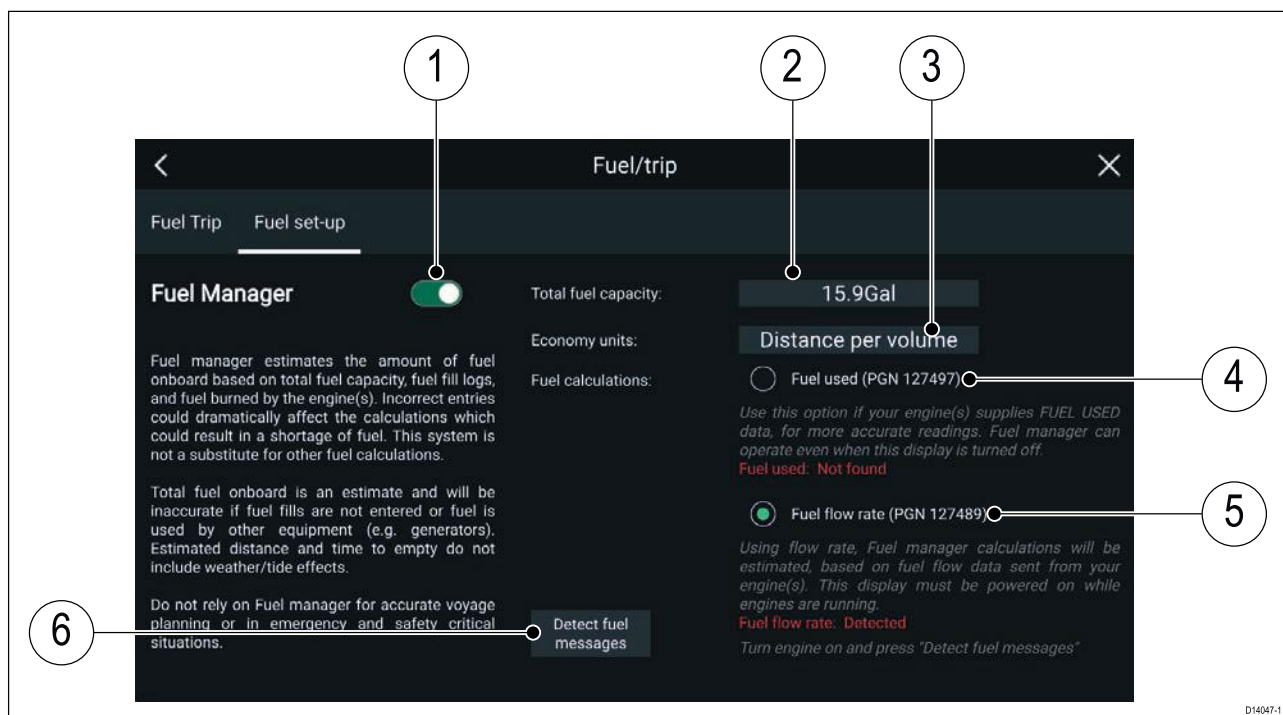 1
2
3
Fuel/trip
Fuel Trip
Fuel set-up
Fuel Manager
Total fuel capacity:
15.9Gal
Economy units:
Distance per volume
Fuel manager estimates the amount of fuel
onboard based on total fuel capacity, fuel fill logs,
and fuel burned by the engine(s). Incorrect entries
could dramatically affect the calculations which
could result in a shortage of fuel. This system is
not a substitute for other fuel calculations.
Total fuel onboard is an estimate and will be
inaccurate if fuel fills are not entered or fuel is
used by other equipment (e.g. generators).
Estimated distance and time to empty do not
include weather/tide effects.
Do not rely on Fuel manager for accurate voyage
planning or in emergency and safety critical
situations.
Fuel calculations:
Fuel used (PGN 127497)
4
Use this option if your engine(s) supplies FUEL USED
data, for more accurate readings. Fuel manager can
operate even when this display is turned off.
Fuel used: Not found
Fuel flow rate (PGN 127489)
5
Using flow rate, Fuel manager calculations will be
estimated, based on fuel flow data sent from your
engine(s). This display must be powered on while
engines are running.
Fuel flow rate: Detected
Turn engine on and press "Detect fuel messages"
6
Detect fuel
messages
D14047-1